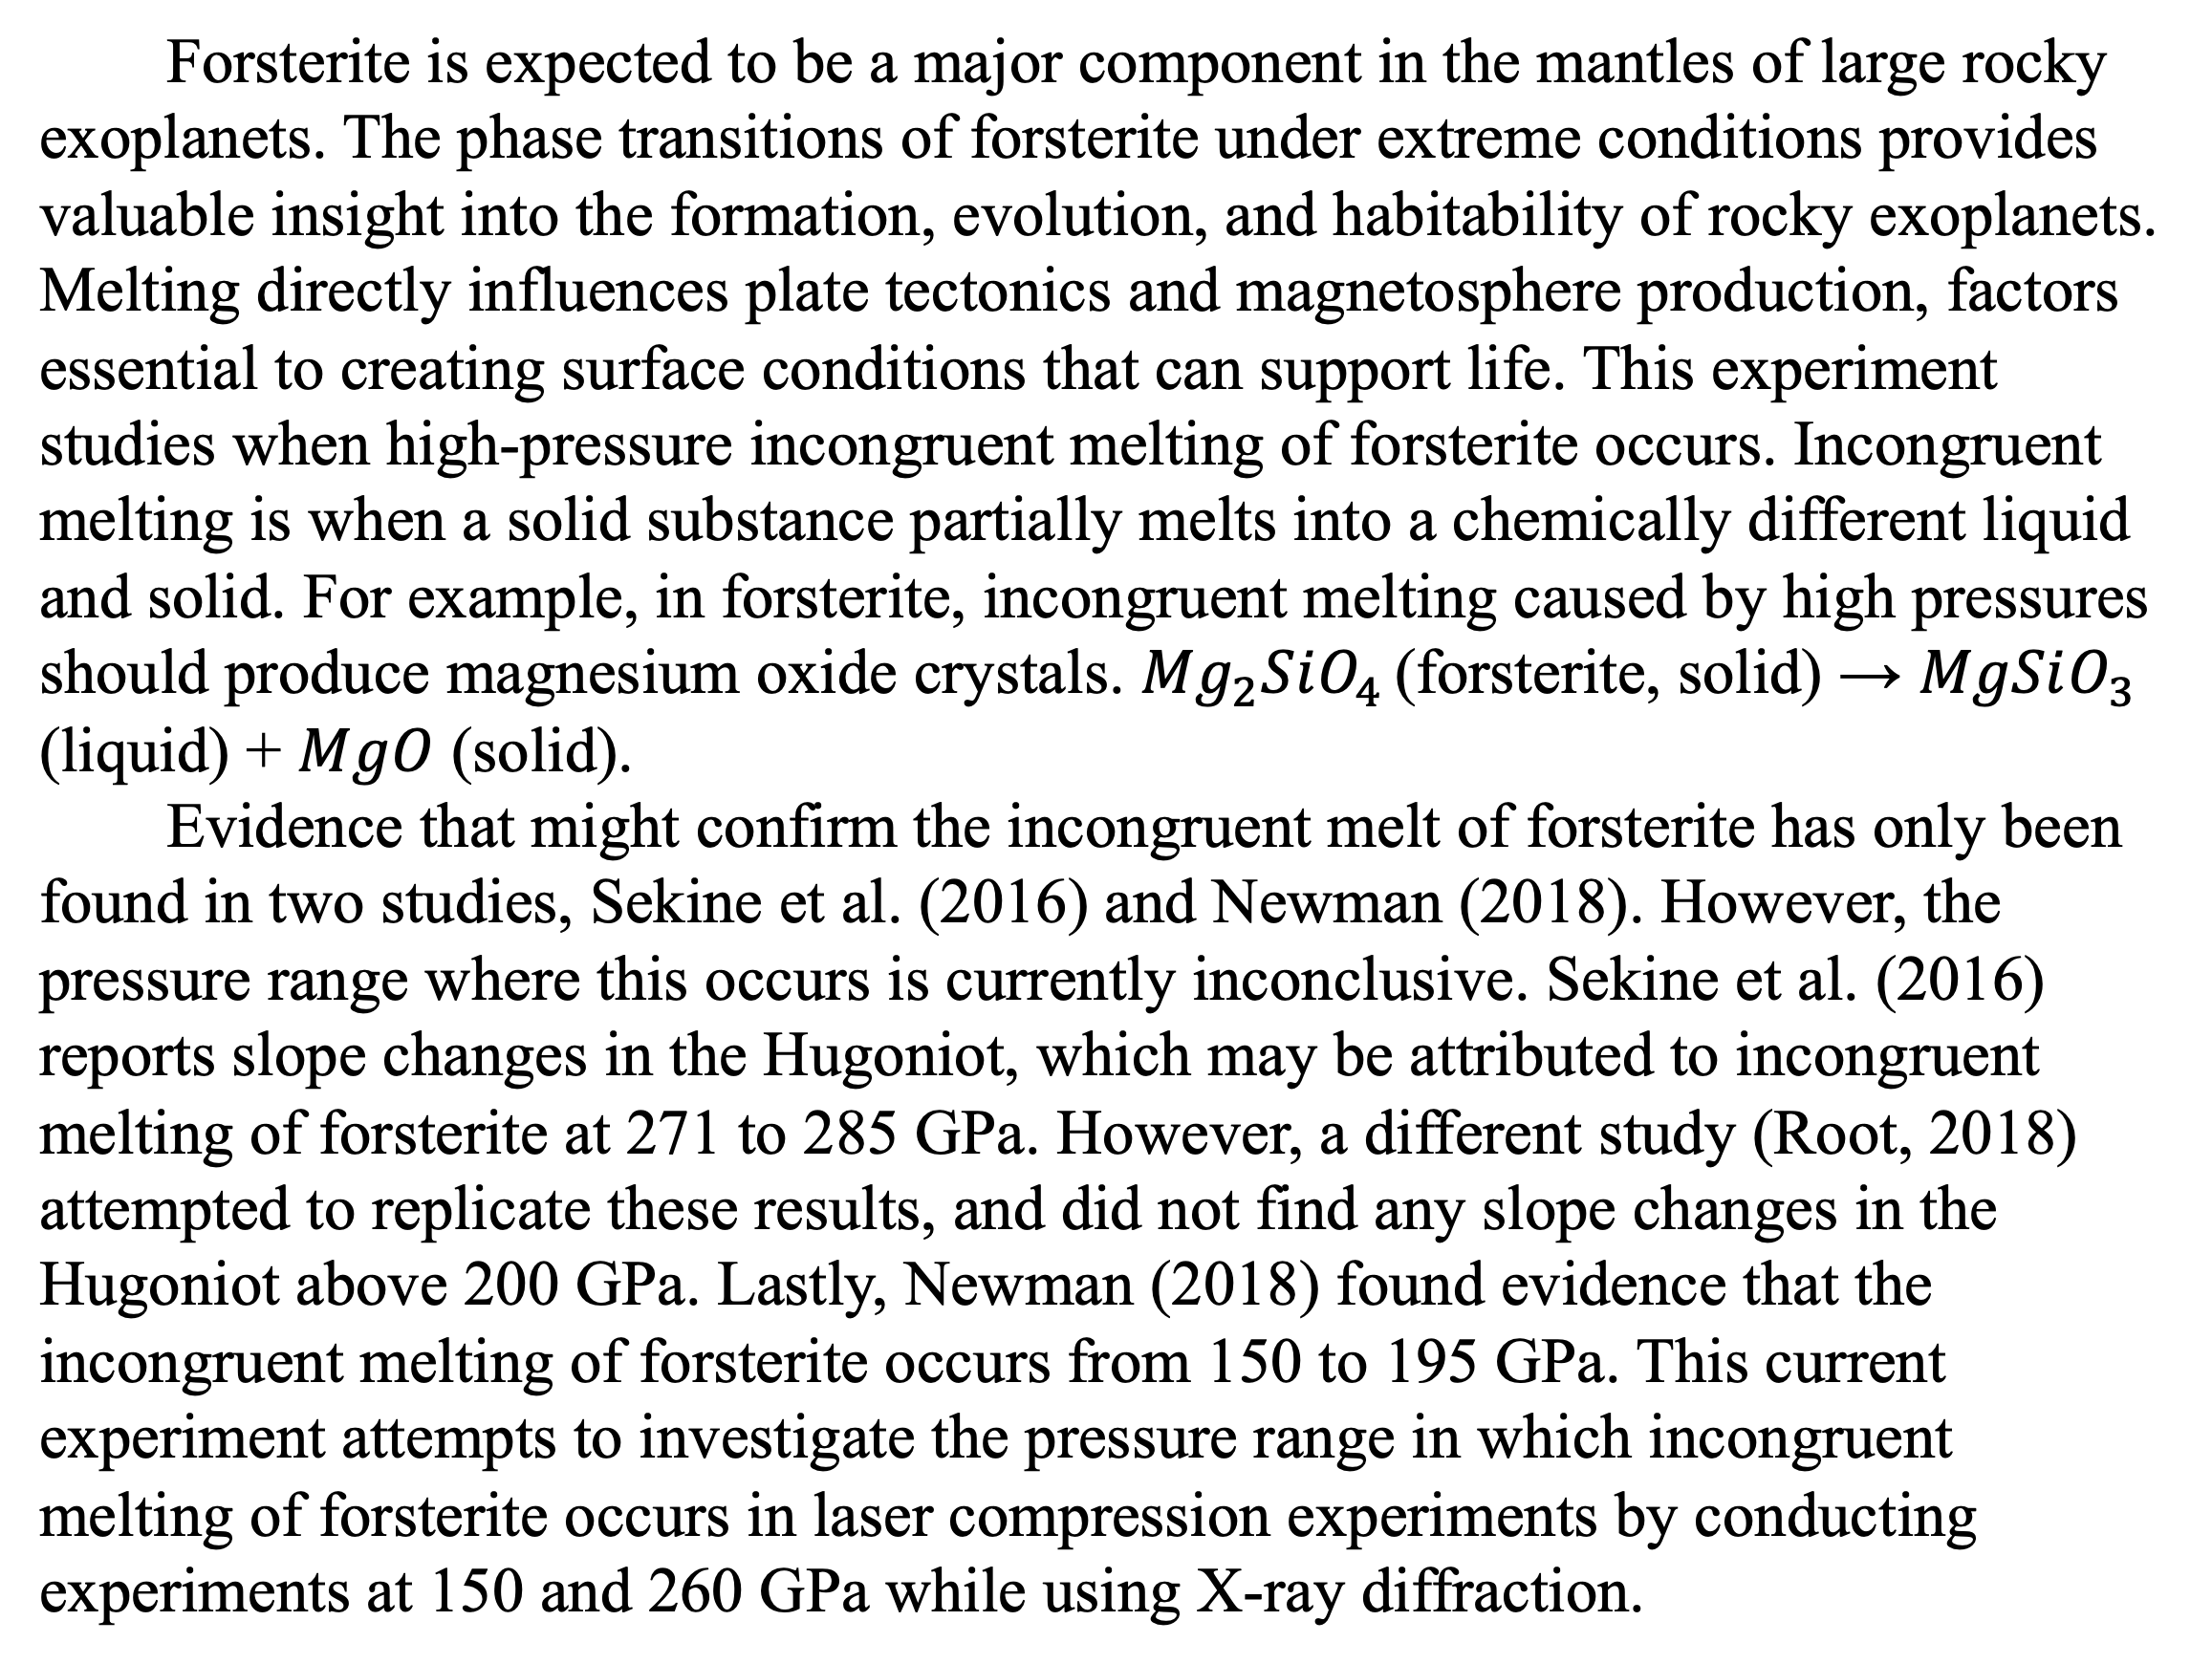 Forsterite is expected to be a major component in the mantles of large rocky
exoplanets. The phase transitions of forsterite under extreme conditions provides
valuable insight into the formation, evolution, and habitability of rocky exoplanets.
Melting directly influences plate tectonics and magnetosphere production, factors
essential to creating surface conditions that can support life. This experiment
studies when high-pressure incongruent melting of forsterite occurs. Incongruent
melting is when a solid substance partially melts into a chemically different liquid
and solid. For example, in forsterite, incongruent melting caused by high pressures
should produce magnesium oxide crystals. Mg₂SiO₄ (forsterite, solid) → MgSiO₃
(liquid) + MgO (solid).
Evidence that might confirm the incongruent melt of forsterite has only been
found in two studies, Sekine et al. (2016) and Newman (2018). However, the
pressure range where this occurs is currently inconclusive. Sekine et al. (2016)
reports slope changes in the Hugoniot, which may be attributed to incongruent
melting of forsterite at 271 to 285 GPa. However, a different study (Root, 2018)
attempted to replicate these results, and did not find any slope changes in the
Hugoniot above 200 GPa. Lastly, Newman (2018) found evidence that the
incongruent melting of forsterite occurs from 150 to 195 GPa. This current
experiment attempts to investigate the pressure range in which incongruent
melting of forsterite occurs in laser compression experiments by conducting
experiments at 150 and 260 GPa while using X-ray diffraction.